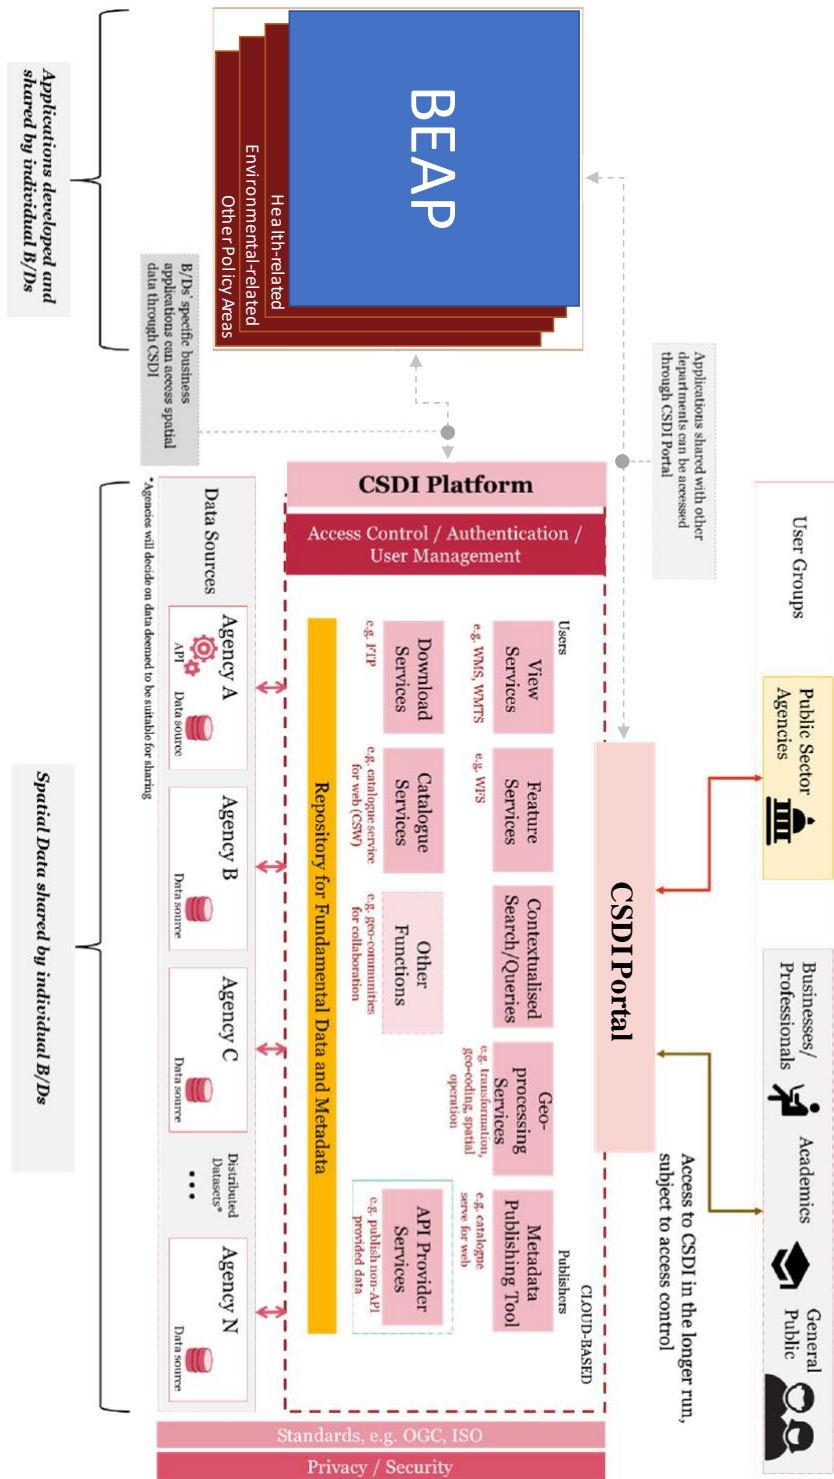 User Groups
Public Sector
Agencies
Businesses/
Professionals
Academics
General
Public
Applications shared with other
departments can be accessed
through CSDI Portal
Access to CSDI in the longer run,
subject to access control
CSDI Portal
BEAP
Health-related
Environmental-related
Other Policy Areas
Applications developed and
shared by individual B/Ds
B/Ds' specific business
applications can access spatial
data through CSDI
CSDI Platform
Access Control / Authentication /
User Management
Users
Publishers
CLOUD-BASED
View
Services
e.g. WMS, WMTS
Feature
Services
e.g. WFS
Contextualised
Search/Queries
Geo-
processing
Services
e.g. transformation,
geo-coding, spatial
operation
Metadata
Publishing Tool
e.g. catalogue
serve for web
Download
Services
e.g. FTP
Catalogue
Services
e.g. catalogue service
for web (CSW)
Other
Functions
e.g. geo-communities
for collaboration
API Provider
Services
e.g. publish non-API
provided data
Repository for Fundamental Data and Metadata
Data Sources
Agency A
API
Data source
Agency B
Data source
Agency C
Data source
Distributed
Datasets*
...
Agency N
Data source
*Agencies will decide on data deemed to be suitable for sharing
Spatial Data shared by individual B/Ds
Standards, e.g. OGC, ISO
Privacy / Security